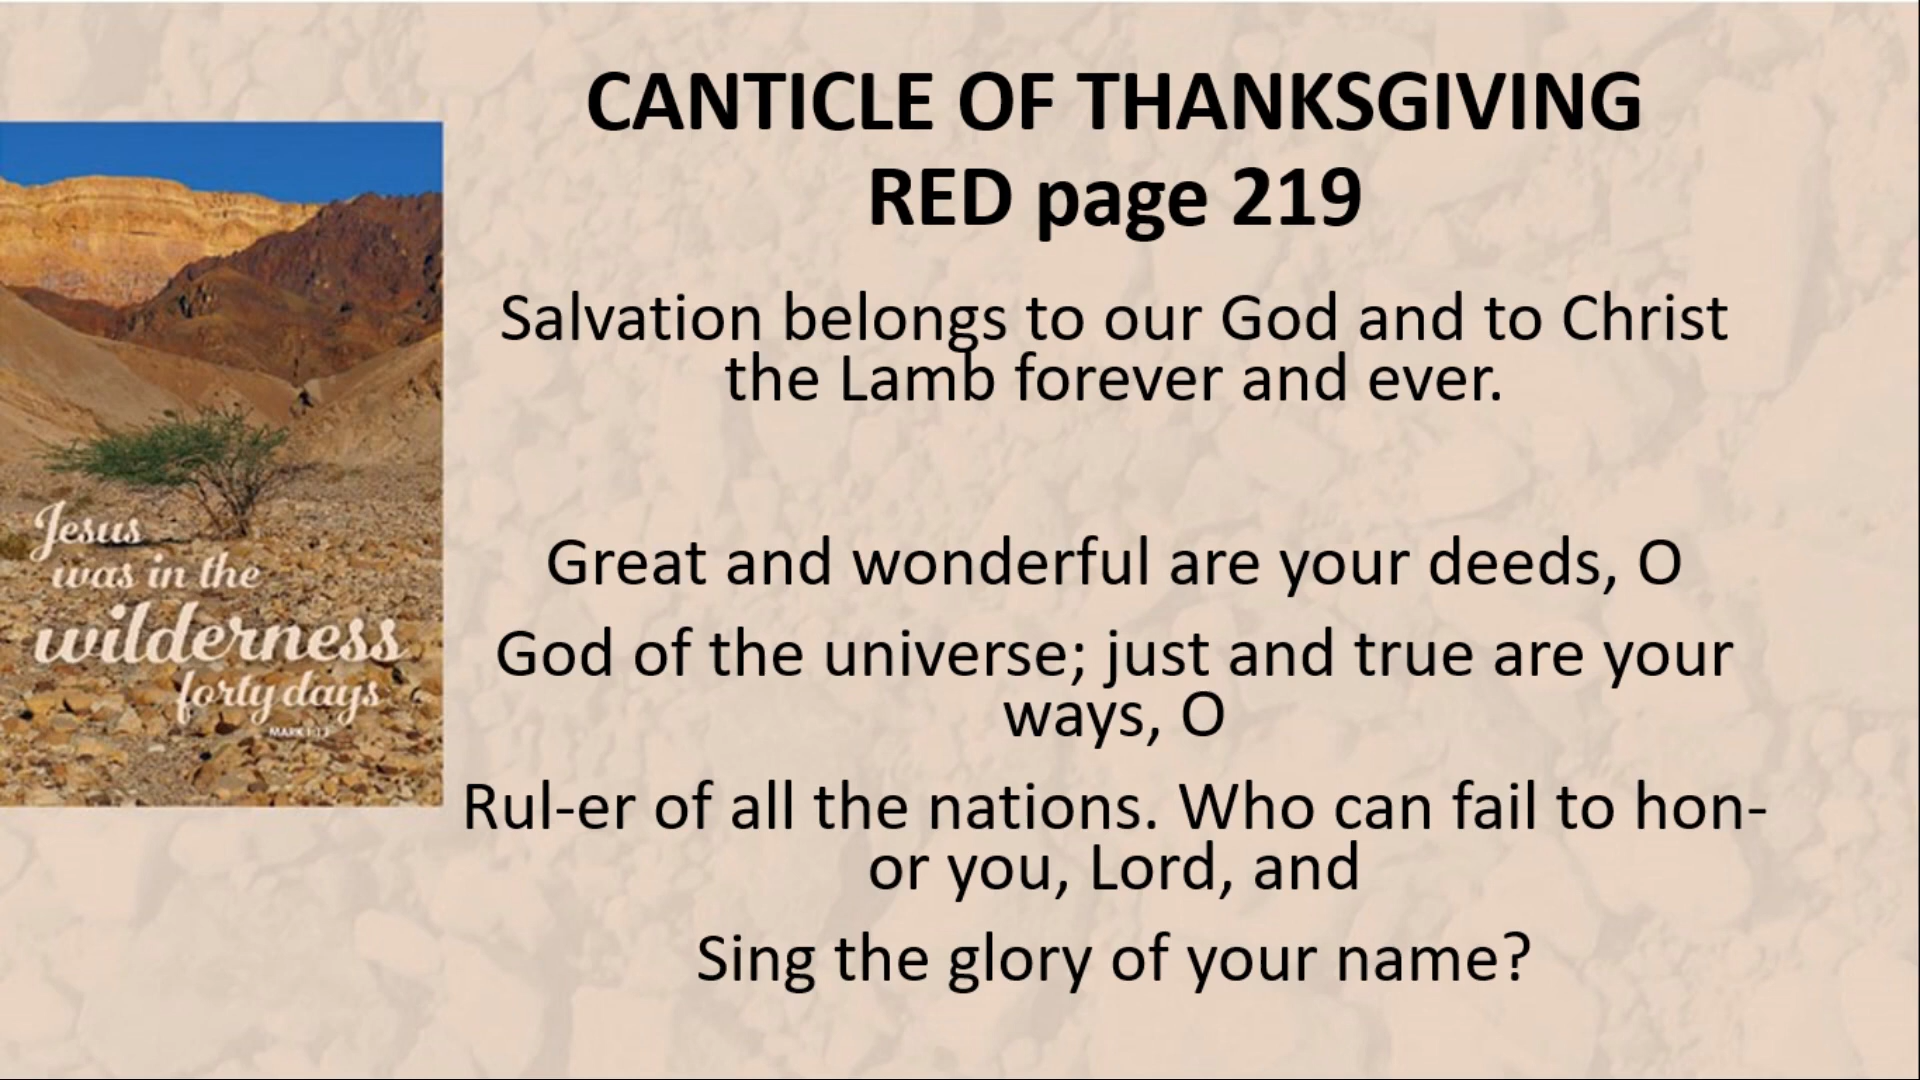 CANTICLE OF THANKSGIVING
RED page 219
Salvation belongs to our God and to Christ
the Lamb forever and ever.
Great and wonderful are your deeds, O
God of the universe; just and true are your
ways, O
Rul-er of all the nations. Who can fail to hon-
or you, Lord, and
Sing the glory of your name?
Jesus
was in the
wilderness
forty days
MARK 1:13